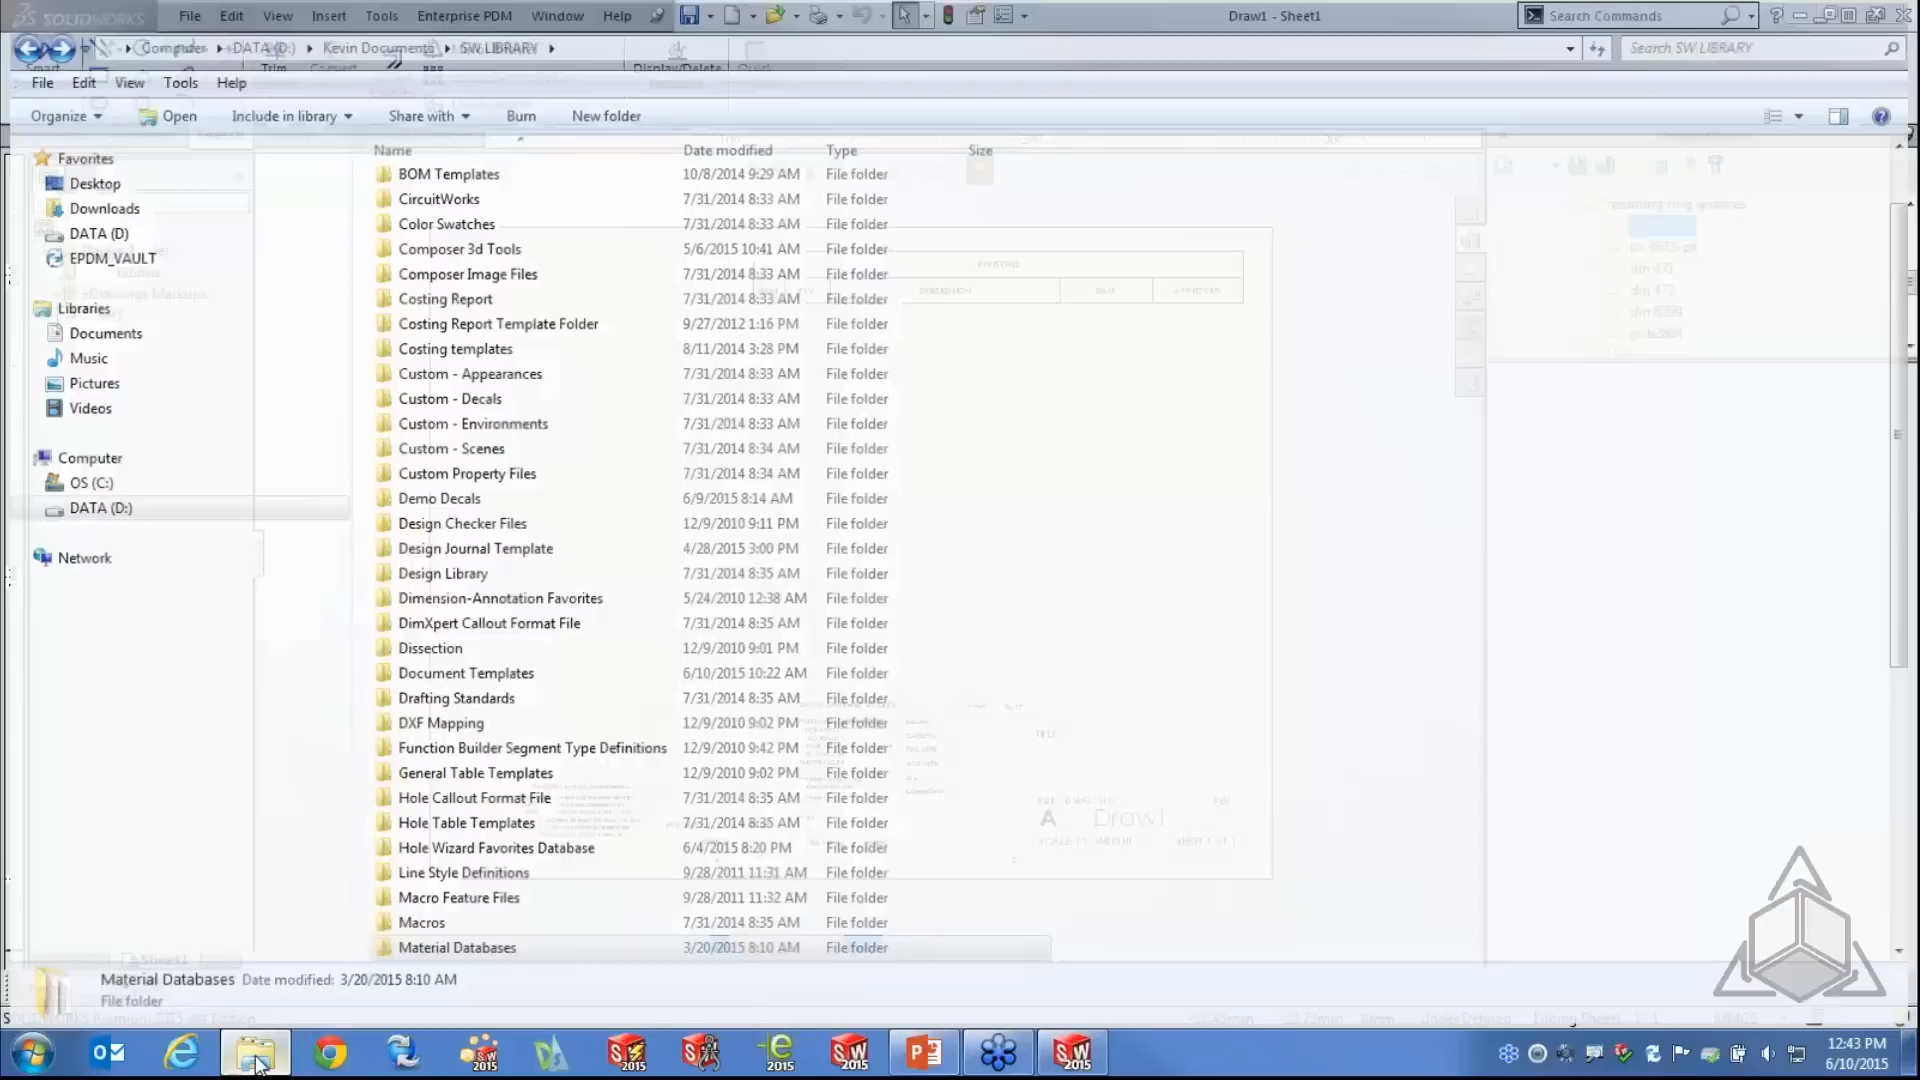 SOLIDWORKS File Edit View Insert Tools Enterprise PDM Window Help Draw1 - Sheet1 Search Commands
Computer DATA (D:) Kevin Documents SW LIBRARY Search SW LIBRARY
File Edit View Tools Help
Organize Open Include in library Share with Burn New folder
Name Date modified Type Size
Favorites
Desktop
Downloads
DATA (D)
EPDM_VAULT
Libraries
Documents
Music
Pictures
Videos
Computer
OS (C:)
DATA (D:)
Network
BOM Templates 10/8/2014 9:29 AM File folder
CircuitWorks 7/31/2014 8:33 AM File folder
Color Swatches 7/31/2014 8:33 AM File folder
Composer 3d Tools 5/6/2015 10:41 AM File folder
Composer Image Files 7/31/2014 8:33 AM File folder
Costing Report 7/31/2014 8:33 AM File folder
Costing Report Template Folder 9/27/2012 1:16 PM File folder
Costing templates 8/11/2014 3:28 PM File folder
Custom - Appearances 7/31/2014 8:33 AM File folder
Custom - Decals 7/31/2014 8:33 AM File folder
Custom - Environments 7/31/2014 8:33 AM File folder
Custom - Scenes 7/31/2014 8:34 AM File folder
Custom Property Files 7/31/2014 8:34 AM File folder
Demo Decals 6/9/2015 8:14 AM File folder
Design Checker Files 12/9/2010 9:11 PM File folder
Design Journal Template 4/28/2015 3:00 PM File folder
Design Library 7/31/2014 8:35 AM File folder
Dimension-Annotation Favorites 5/24/2010 12:38 AM File folder
DimXpert Callout Format File 7/31/2014 8:35 AM File folder
Dissection 12/9/2010 9:01 PM File folder
Document Templates 6/10/2015 10:22 AM File folder
Drafting Standards 7/31/2014 8:35 AM File folder
DXF Mapping 12/9/2010 9:02 PM File folder
Function Builder Segment Type Definitions 12/9/2010 9:42 PM File folder
General Table Templates 12/9/2010 9:02 PM File folder
Hole Callout Format File 7/31/2014 8:35 AM File folder
Hole Table Templates 7/31/2014 8:35 AM File folder
Hole Wizard Favorites Database 6/4/2015 8:20 PM File folder
Line Style Definitions 9/28/2011 11:31 AM File folder
Macro Feature Files 9/28/2011 11:32 AM File folder
Macros 7/31/2014 8:35 AM File folder
Material Databases 3/20/2015 8:10 AM File folder
TITLE
A Draw1
Material Databases Date modified: 3/20/2015 8:10 AM
File folder
12:43 PM
6/10/2015